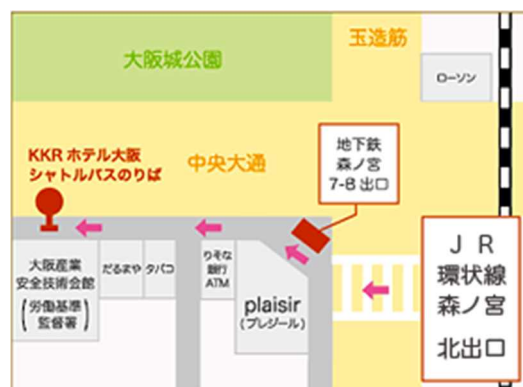 玉造筋
大阪城公園
ローソン
KKR ホテル大阪
シャトルバスのりば
中央大通
地下鉄
森ノ宮
7-B 出口
大阪産業
安全技術会館
(労働基準
監督署)
だるまや
タバコ
りそな
銀行
ATM
plaisir
(プレジール)
JR
環状線
森ノ宮
北出口